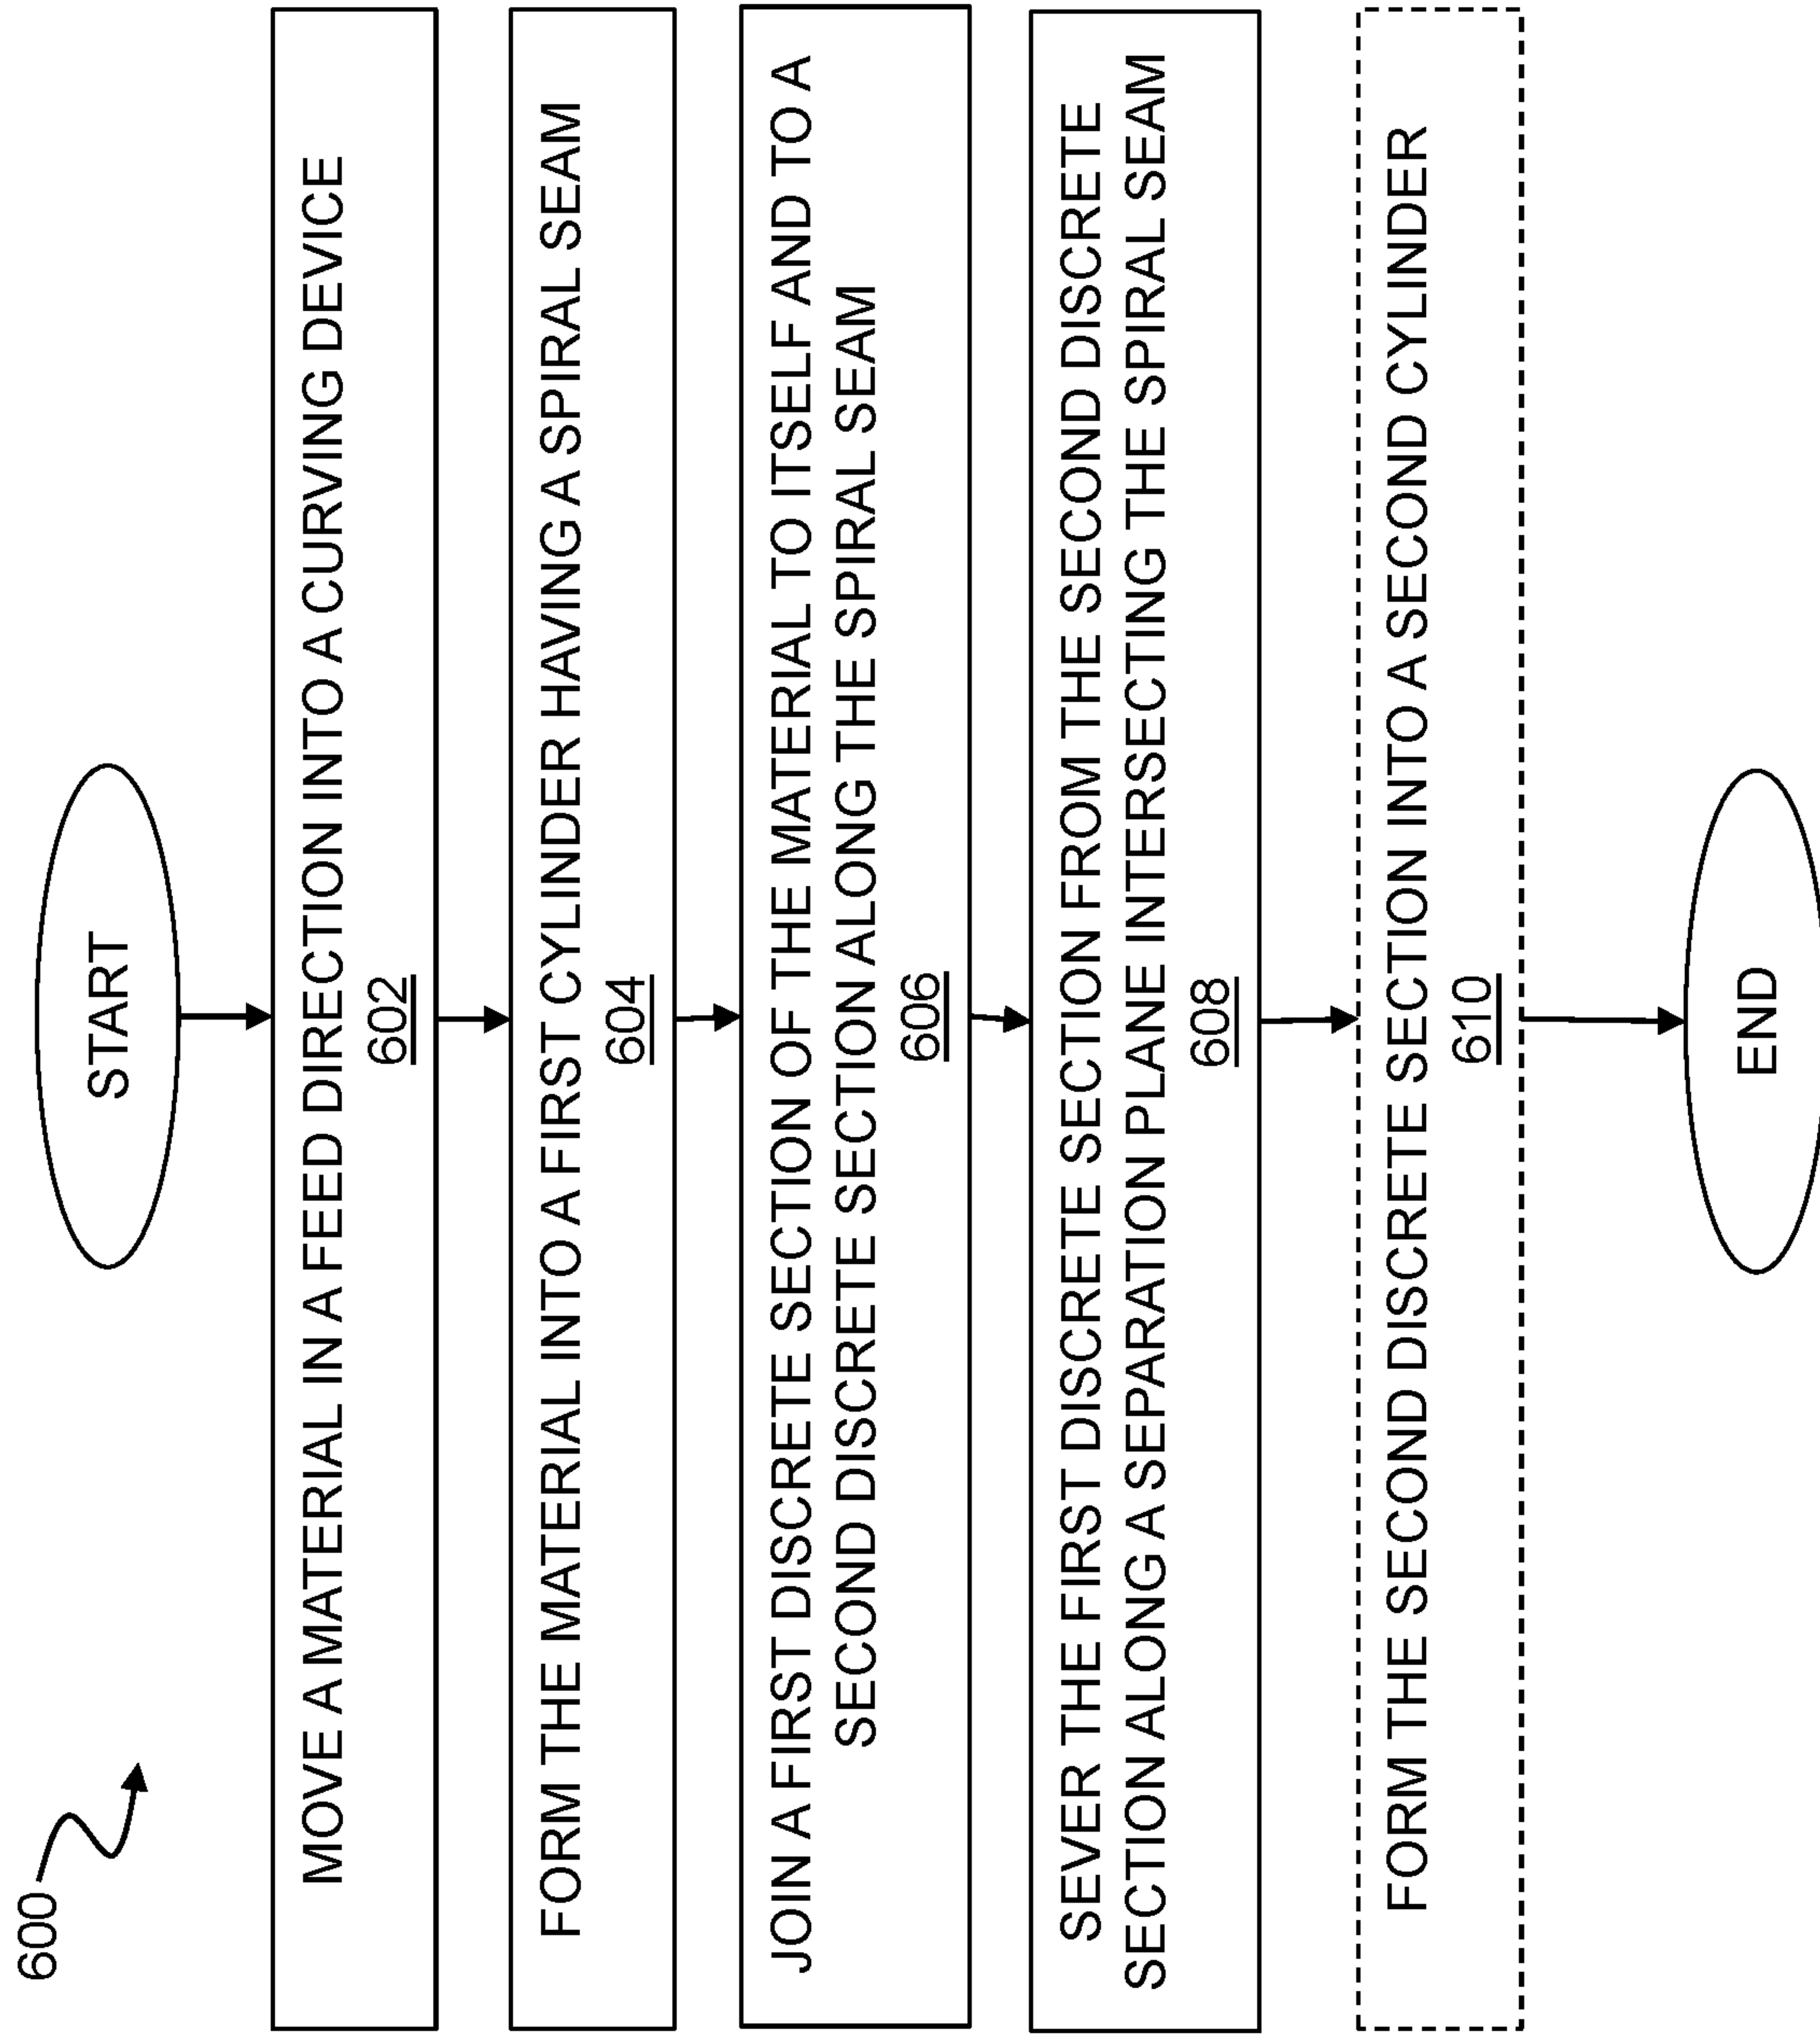 600
START
MOVE A MATERIAL IN A FEED DIRECTION INTO A CURVING DEVICE
602
FORM THE MATERIAL INTO A FIRST CYLINDER HAVING A SPIRAL SEAM
604
JOIN A FIRST DISCRETE SECTION OF THE MATERIAL TO ITSELF AND TO A
SECOND DISCRETE SECTION ALONG THE SPIRAL SEAM
606
SEVER THE FIRST DISCRETE SECTION FROM THE SECOND DISCRETE
SECTION ALONG A SEPARATION PLANE INTERSECTING THE SPIRAL SEAM
608
FORM THE SECOND DISCRETE SECTION INTO A SECOND CYLINDER
610
END